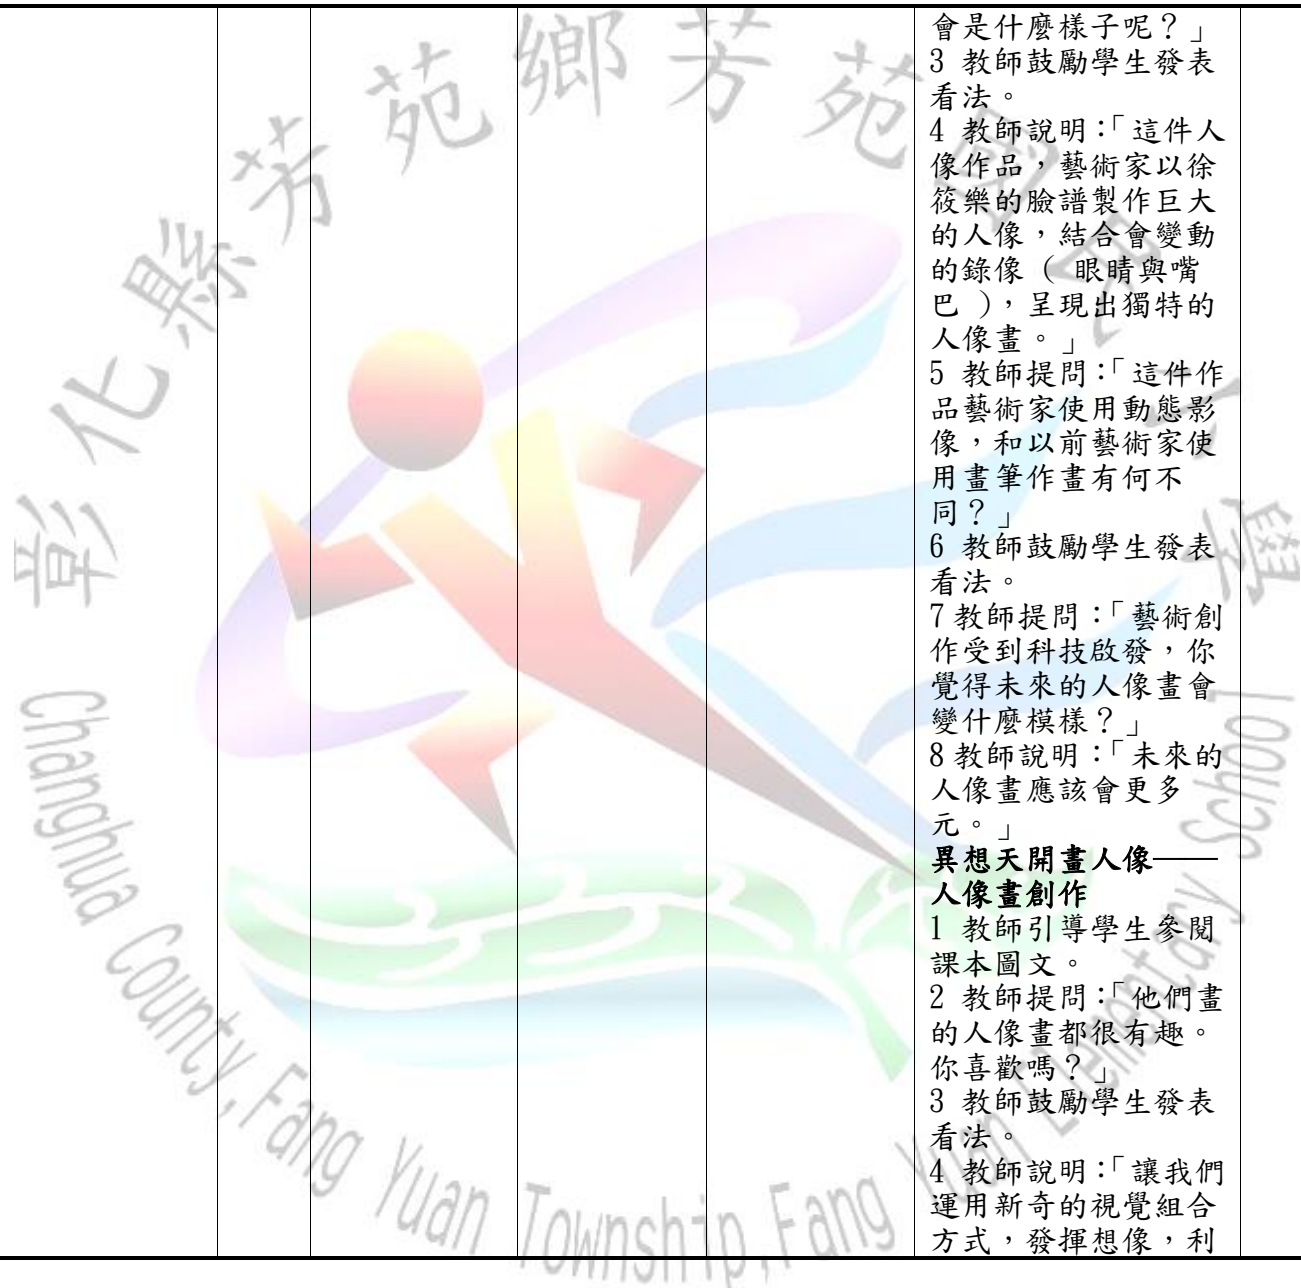 會是什麼樣子呢？」
3 教師鼓勵學生發表
看法。
4 教師說明：「這件人
像作品，藝術家以徐
筱樂的臉譜製作巨大
的人像，結合會變動
的錄像 ( 眼睛與嘴
巴 )，呈現出獨特的
人像畫。」
5 教師提問：「這件作
品藝術家使用動態影
像，和以前藝術家使
用畫筆作畫有何不
同？」
6 教師鼓勵學生發表
看法。
7 教師提問：「藝術創
作受到科技啟發，你
覺得未來的人像畫會
變什麼模樣？」
8 教師說明：「未來的
人像畫應該會更多
元。」
異想天開畫人像——
人像畫創作
1 教師引導學生參閱
課本圖文。
2 教師提問：「他們畫
的人像畫都很有趣。
你喜歡嗎？」
3 教師鼓勵學生發表
看法。
4 教師說明：「讓我們
運用新奇的視覺組合
方式，發揮想像，利
彰化縣芳苑鄉芳苑國民小學
Changhua County, Fang Yuan Township, Fang Yuan Elementary School